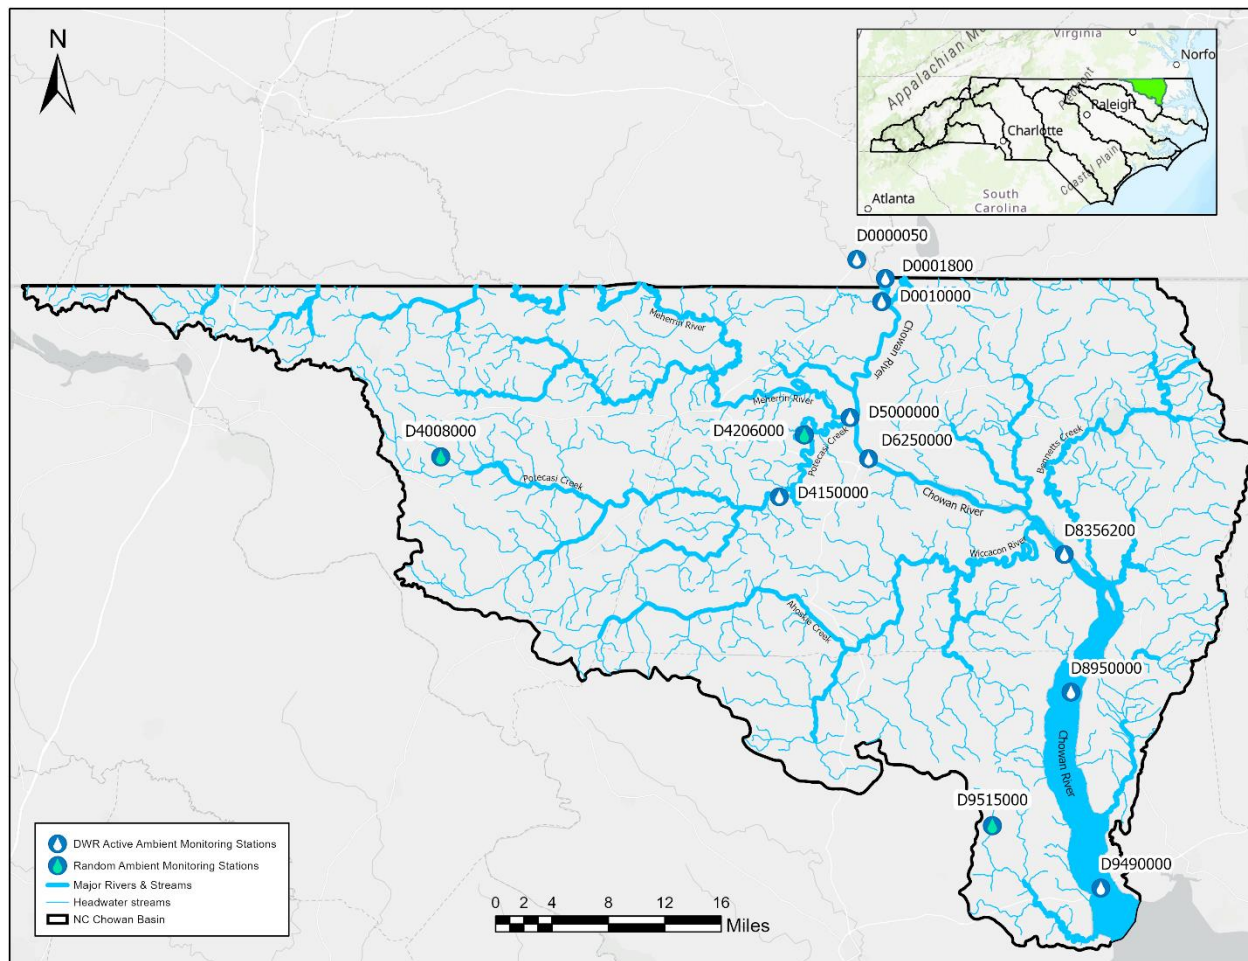 N
Virginia
Norfo
Appalachian M
Piedmont
Raleigh
Charlotte
Coastal Plain
Atlanta
South
Carolina
D0000050
D0001800
D0010000
Meherrin River
Chowan River
Meherrin River
D5000000
D4008000
D4206000
Potecasi Creek
D6250000
Bennetts Creek
Potecasi Creek
D4150000
Chowan River
D8356200
Wiccacon River
Ahoskie Creek
D8950000
Chowan River
D9515000
D9490000
DWR Active Ambient Monitoring Stations
Random Ambient Monitoring Stations
Major Rivers & Streams
Headwater streams
NC Chowan Basin
0 2 4 8 12 16
Miles